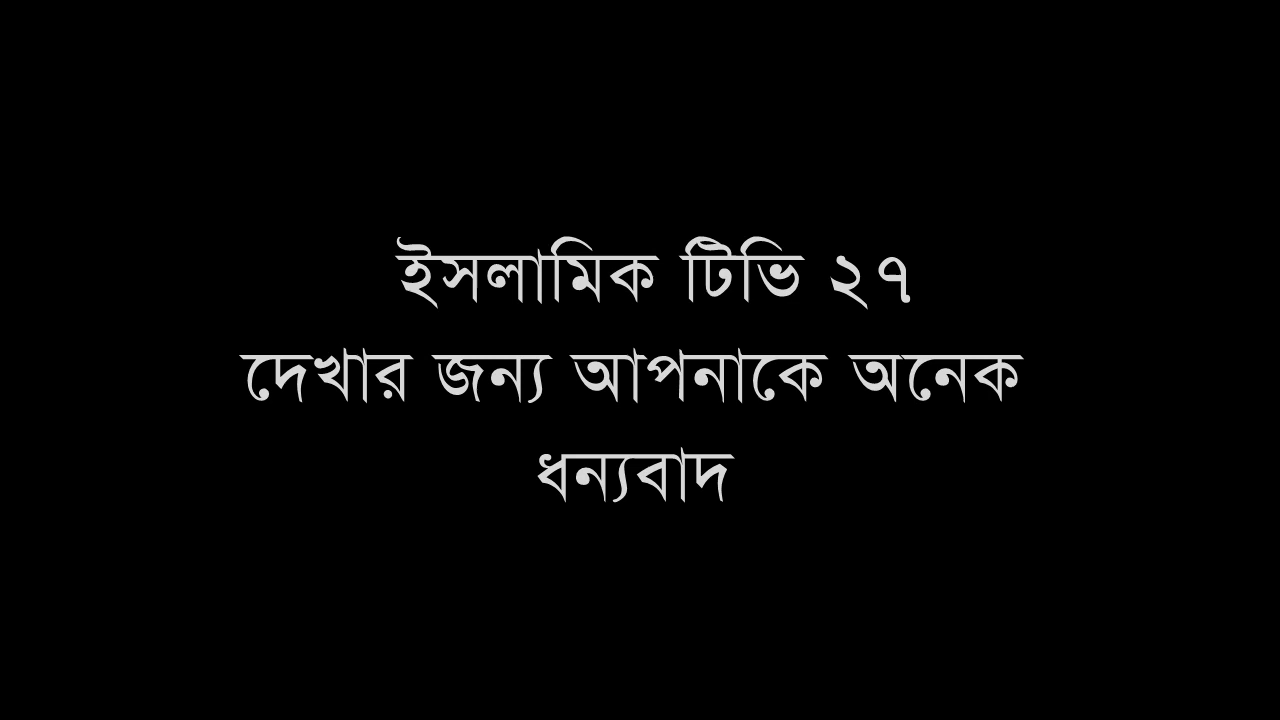 ইসলামিক টিভি ২৭
দেখার জন্য আপনাকে অনেক
ধন্যবাদ